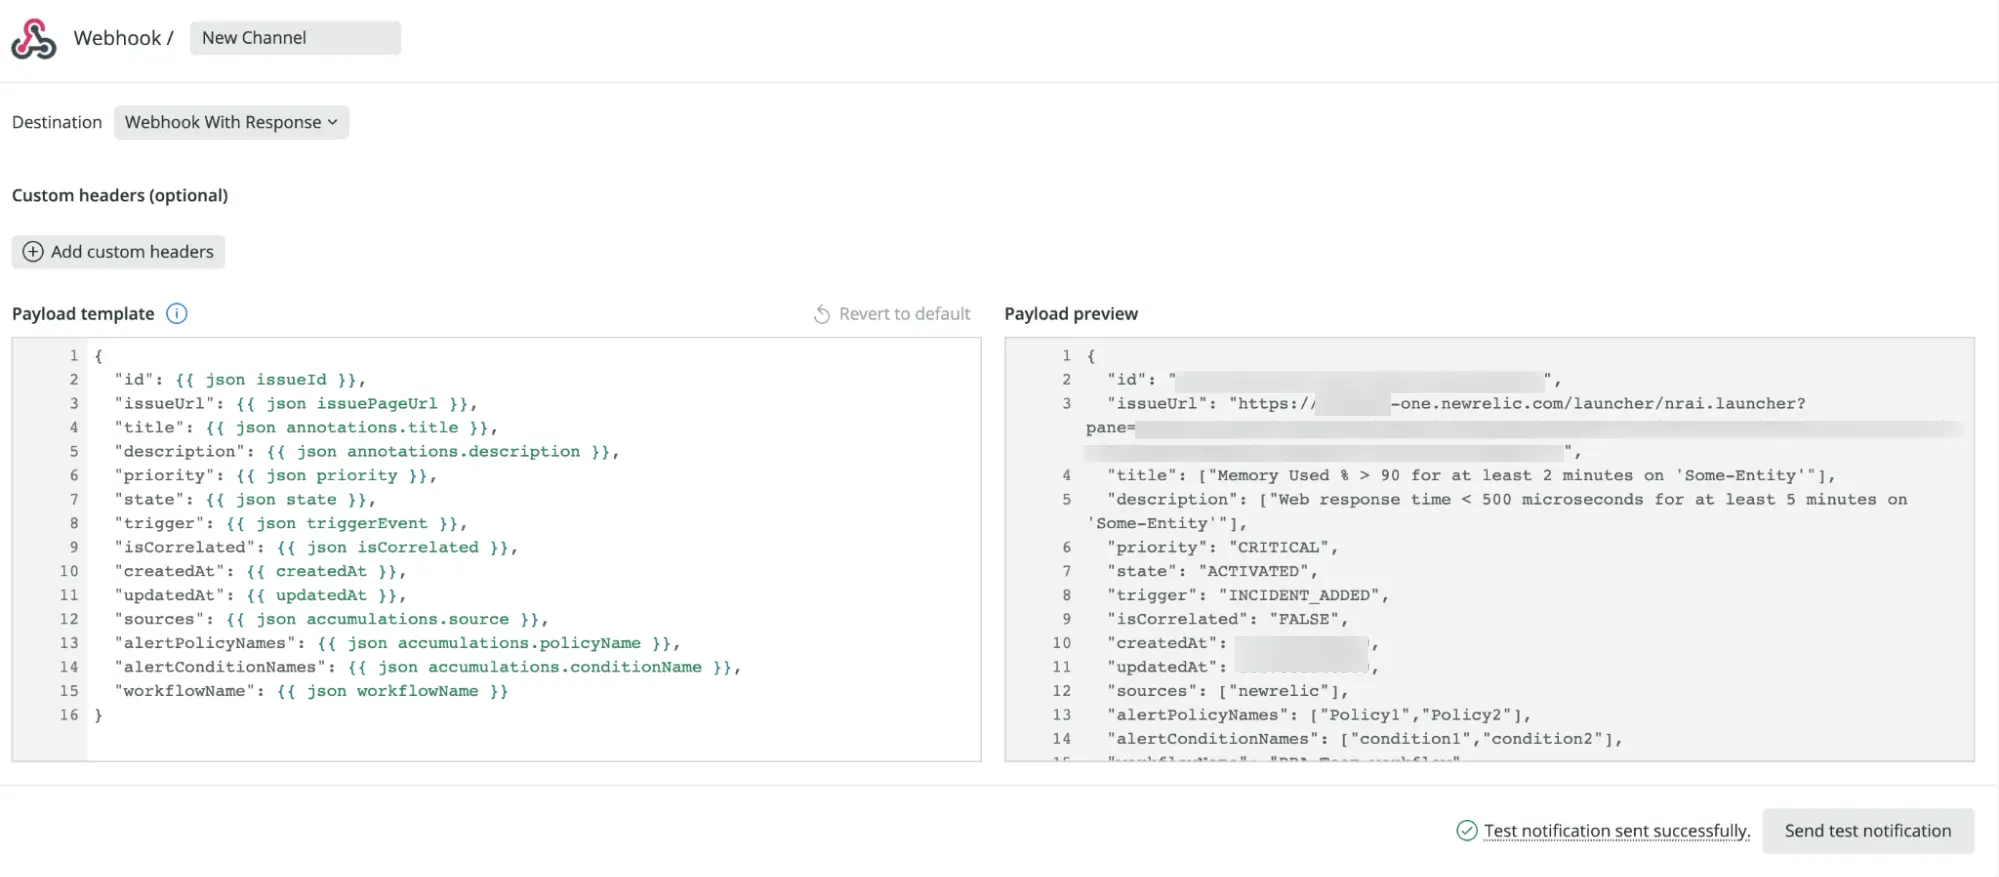 Webhook / New Channel
Destination Webhook With Response
Custom headers (optional)
Add custom headers
Payload template i Revert to default
1 {
2 "id": {{ json issueId }},
3 "issueUrl": {{ json issuePageUrl }},
4 "title": {{ json annotations.title }},
5 "description": {{ json annotations.description }},
6 "priority": {{ json priority }},
7 "state": {{ json state }},
8 "trigger": {{ json triggerEvent }},
9 "isCorrelated": {{ json isCorrelated }},
10 "createdAt": {{ createdAt }},
11 "updatedAt": {{ updatedAt }},
12 "sources": {{ json accumulations.source }},
13 "alertPolicyNames": {{ json accumulations.policyName }},
14 "alertConditionNames": {{ json accumulations.conditionName }},
15 "workflowName": {{ json workflowName }}
16 }
Payload preview
1 {
2 "id": " ",
3 "issueUrl": "https:// -one.newrelic.com/launcher/nrai.launcher?
pane=
",
4 "title": ["Memory Used % > 90 for at least 2 minutes on 'Some-Entity'"],
5 "description": ["Web response time < 500 microseconds for at least 5 minutes on
'Some-Entity'"],
6 "priority": "CRITICAL",
7 "state": "ACTIVATED",
8 "trigger": "INCIDENT_ADDED",
9 "isCorrelated": "FALSE",
10 "createdAt": ,
11 "updatedAt": ,
12 "sources": ["newrelic"],
13 "alertPolicyNames": ["Policy1","Policy2"],
14 "alertConditionNames": ["condition1","condition2"],
Test notification sent successfully. Send test notification